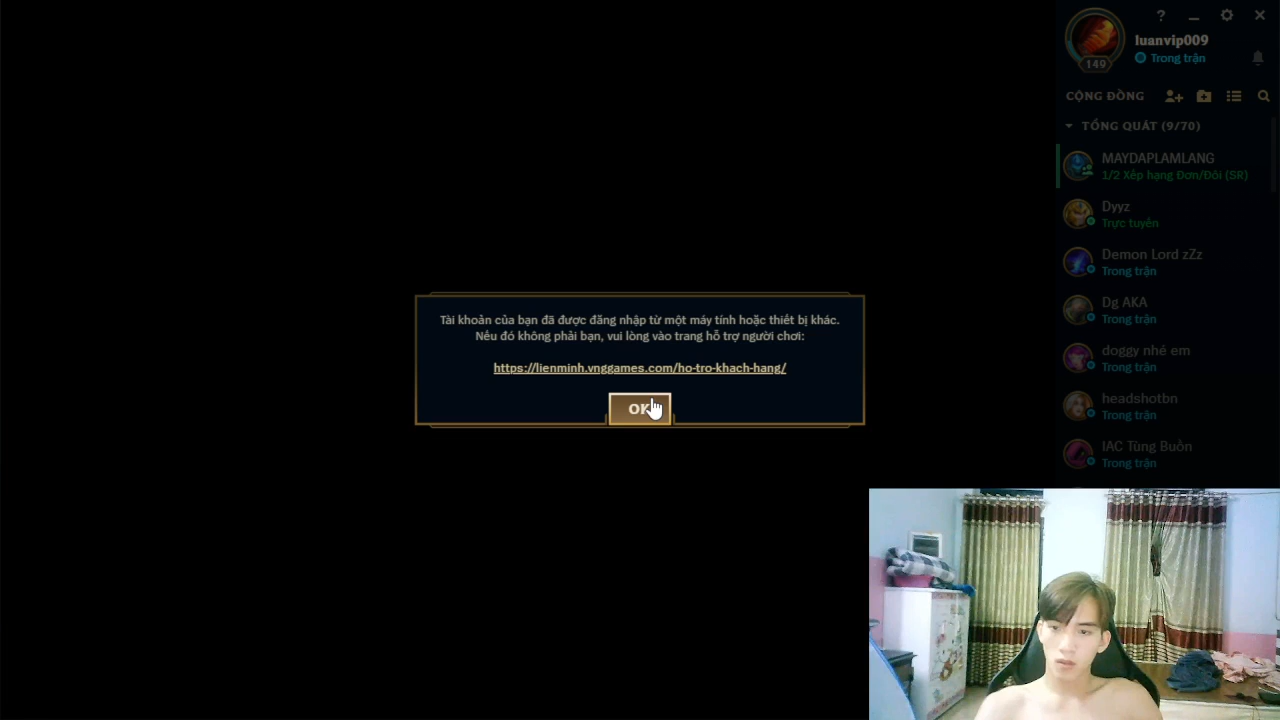 ?
luanvip009
149
Trong trận
CỘNG ĐỒNG
TỔNG QUÁT (9/70)
MAYDAPLAMLANG
1/2 Xếp hạng Đơn/Đôi (SR)
Dyyz
Trực tuyến
Demon Lord zZz
Trong trận
Dg AKA
Trong trận
doggy nhé em
Trong trận
headshotbn
Trong trận
IAC Tùng Buồn
Trong trận
Tài khoản của bạn đã được đăng nhập từ một máy tính hoặc thiết bị khác.
Nếu đó không phải bạn, vui lòng vào trang hỗ trợ người chơi:
https://lienminh.vnggames.com/ho-tro-khach-hang/
OK